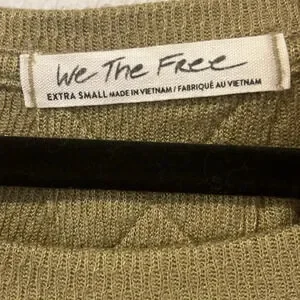 We The Free
EXTRA SMALL MADE IN VIETNAM / FABRIQUÉ AU VIETNAM